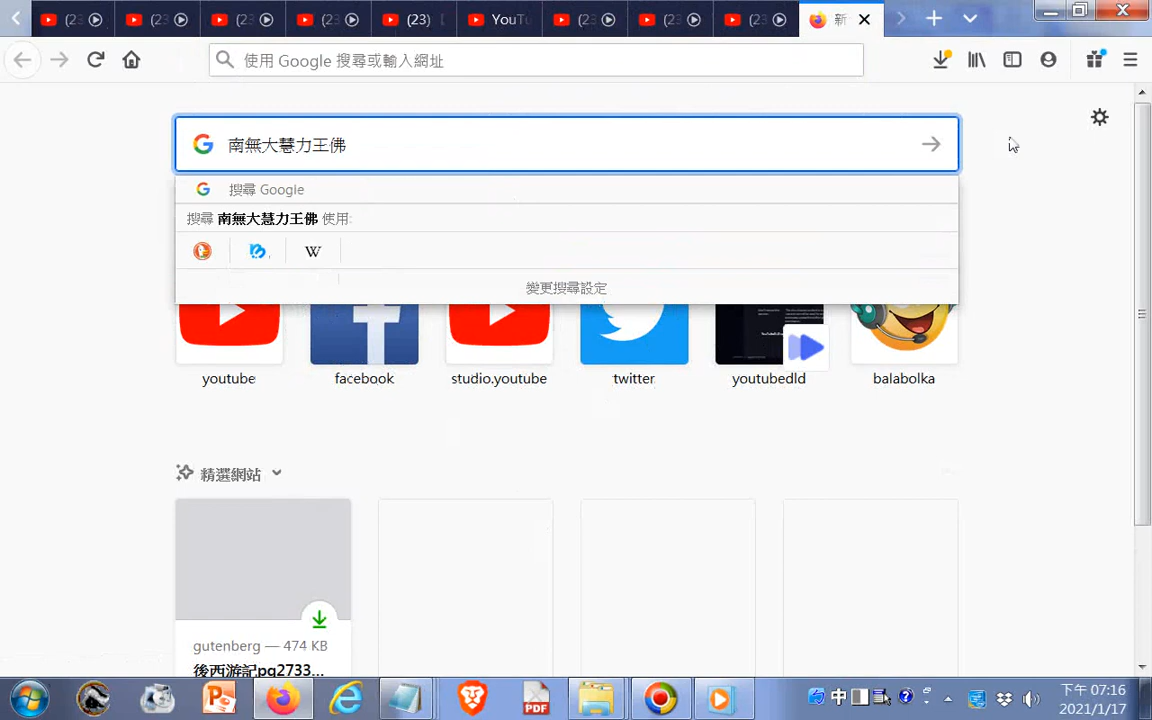 (23)
YouTu
新
使用 Google 搜尋或輸入網址
南無大慧力王佛
搜尋 Google
搜尋 南無大慧力王佛 使用:
W
變更搜尋設定
youtube
facebook
studio.youtube
twitter
youtubedld
balabolka
精選網站
gutenberg — 474 KB
後西游記pg2733...
PDF
中
下午 07:16
2021/1/17